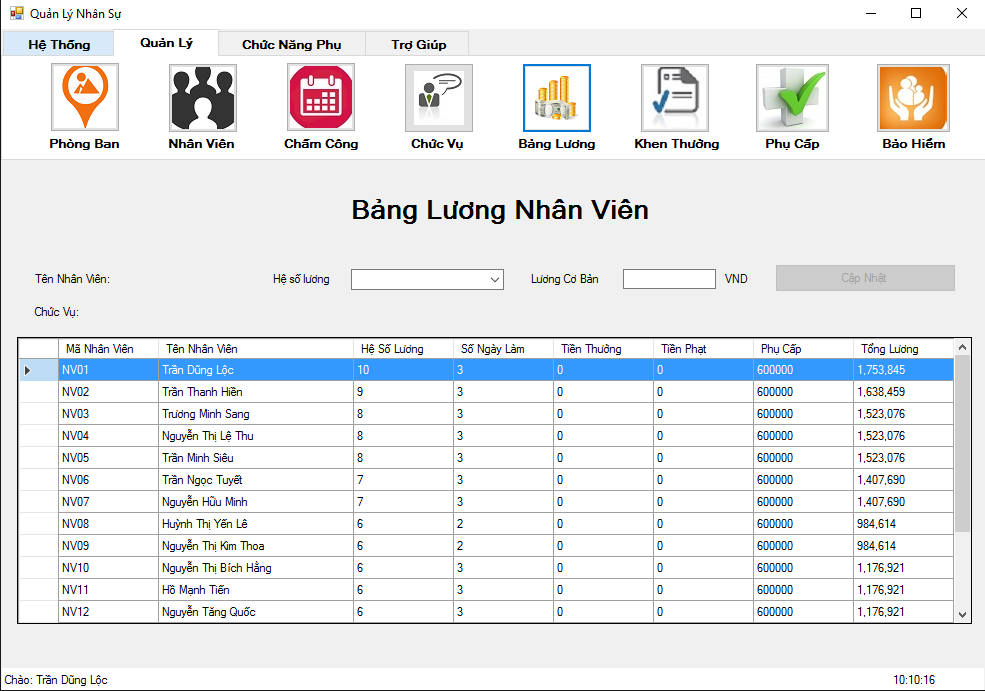 Quản Lý Nhân Sự
Hệ Thống Quản Lý Chức Năng Phụ Trợ Giúp
Phòng Ban Nhân Viên Chấm Công Chức Vụ Bảng Lương Khen Thưởng Phụ Cấp Bảo Hiểm
Bảng Lương Nhân Viên
Tên Nhân Viên: Hệ số lương Lương Cơ Bản VND Cập Nhật
Chức Vụ:
Mã Nhân Viên Tên Nhân Viên Hệ Số Lương Số Ngày Làm Tiền Thưởng Tiền Phạt Phụ Cấp Tổng Lương
NV01 Trần Dũng Lộc 10 3 0 0 600000 1,753,845
NV02 Trần Thanh Hiền 9 3 0 0 600000 1,638,459
NV03 Trương Minh Sang 8 3 0 0 600000 1,523,076
NV04 Nguyễn Thị Lệ Thu 8 3 0 0 600000 1,523,076
NV05 Trần Minh Siêu 8 3 0 0 600000 1,523,076
NV06 Trần Ngọc Tuyết 7 3 0 0 600000 1,407,690
NV07 Nguyễn Hữu Minh 7 3 0 0 600000 1,407,690
NV08 Huỳnh Thị Yến Lê 6 2 0 0 600000 984,614
NV09 Nguyễn Thị Kim Thoa 6 2 0 0 600000 984,614
NV10 Nguyễn Thị Bích Hằng 6 3 0 0 600000 1,176,921
NV11 Hồ Mạnh Tiến 6 3 0 0 600000 1,176,921
NV12 Nguyễn Tăng Quốc 6 3 0 0 600000 1,176,921
Chào: Trần Dũng Lộc 10:10:16